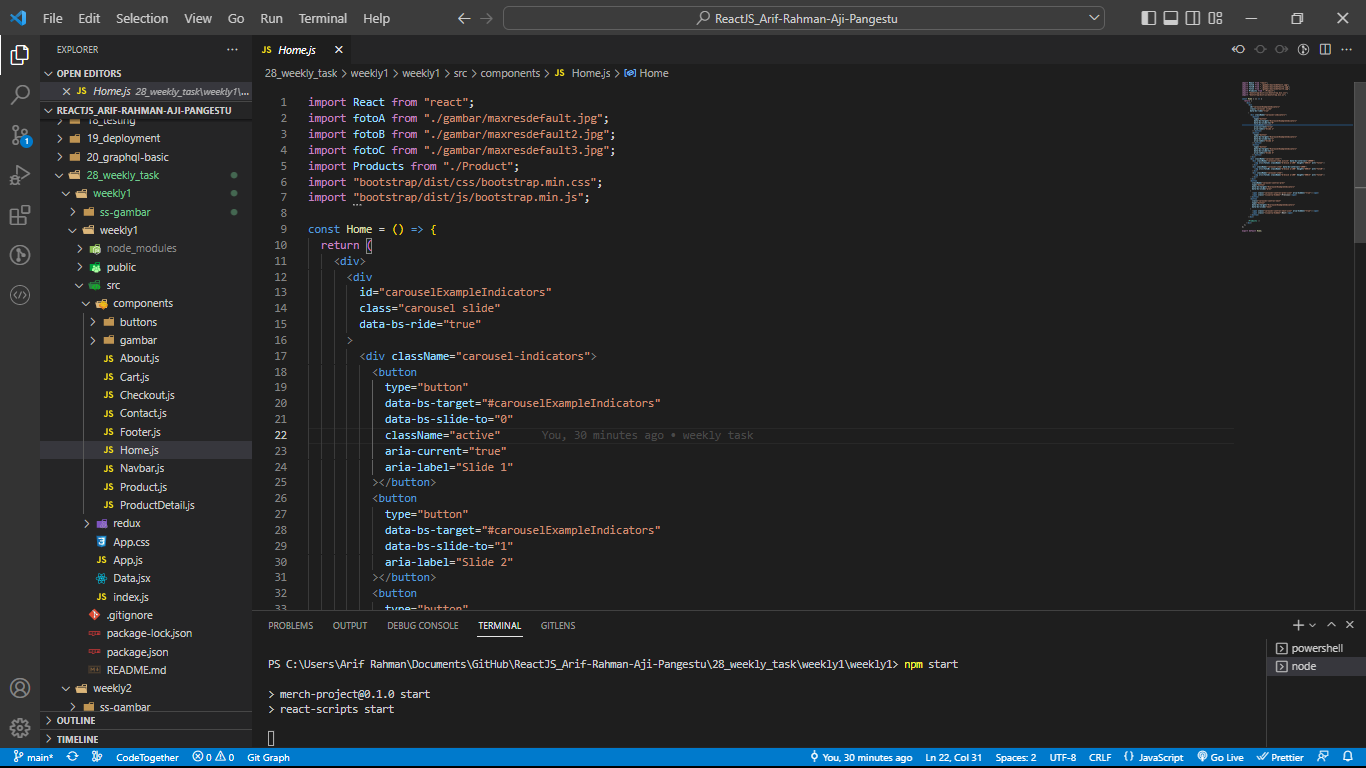 File Edit Selection View Go Run Terminal Help
ReactJS_Arif-Rahman-Aji-Pangestu
EXPLORER
OPEN EDITORS
JS Home.js 28_weekly_task\weekly1\...
REACTJS_ARIF-RAHMAN-AJI-PANGESTU
18_testing
19_deployment
20_graphql-basic
28_weekly_task
weekly1
ss-gambar
weekly1
node_modules
public
src
components
buttons
gambar
JS About.js
JS Cart.js
JS Checkout.js
JS Contact.js
JS Footer.js
JS Home.js
JS Navbar.js
JS Product.js
JS ProductDetail.js
redux
App.css
JS App.js
Data.jsx
JS index.js
.gitignore
package-lock.json
package.json
README.md
weekly2
ss-gambar
OUTLINE
TIMELINE
1
JS Home.js
28_weekly_task > weekly1 > weekly1 > src > components > JS Home.js > Home
1 import React from "react";
2 import fotoA from "./gambar/maxresdefault.jpg";
3 import fotoB from "./gambar/maxresdefault2.jpg";
4 import fotoC from "./gambar/maxresdefault3.jpg";
5 import Products from "./Product";
6 import "bootstrap/dist/css/bootstrap.min.css";
7 import "bootstrap/dist/js/bootstrap.min.js";
8
9 const Home = () => {
10 return (
11 <div>
12 <div
13 id="carouselExampleIndicators"
14 class="carousel slide"
15 data-bs-ride="true"
16 >
17 <div className="carousel-indicators">
18 <button
19 type="button"
20 data-bs-target="#carouselExampleIndicators"
21 data-bs-slide-to="0"
22 className="active" You, 30 minutes ago • weekly task
23 aria-current="true"
24 aria-label="Slide 1"
25 ></button>
26 <button
27 type="button"
28 data-bs-target="#carouselExampleIndicators"
29 data-bs-slide-to="1"
30 aria-label="Slide 2"
31 ></button>
32 <button
33 type="button"
PROBLEMS OUTPUT DEBUG CONSOLE TERMINAL GITLENS
PS C:\Users\Arif Rahman\Documents\GitHub\ReactJS_Arif-Rahman-Aji-Pangestu\28_weekly_task\weekly1\weekly1> npm start
> merch-project@0.1.0 start
> react-scripts start
powershell
node
main* CodeTogether 0 0 Git Graph You, 30 minutes ago Ln 22, Col 31 Spaces: 2 UTF-8 CRLF JavaScript Go Live Prettier